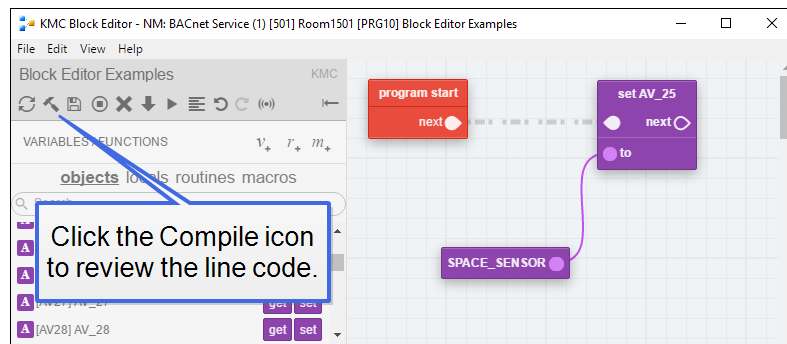 KMC Block Editor - NM: BACnet Service (1) [501] Room1501 [PRG10] Block Editor Examples
File Edit View Help
Block Editor Examples KMC
program start
next
set AV_25
next
to
VARIABLES FUNCTIONS v+ r+ m+
objects locals routines macros
Click the Compile icon
to review the line code.
SPACE_SENSOR
A
A
A
A get set
A [AV28] AV_28 get set